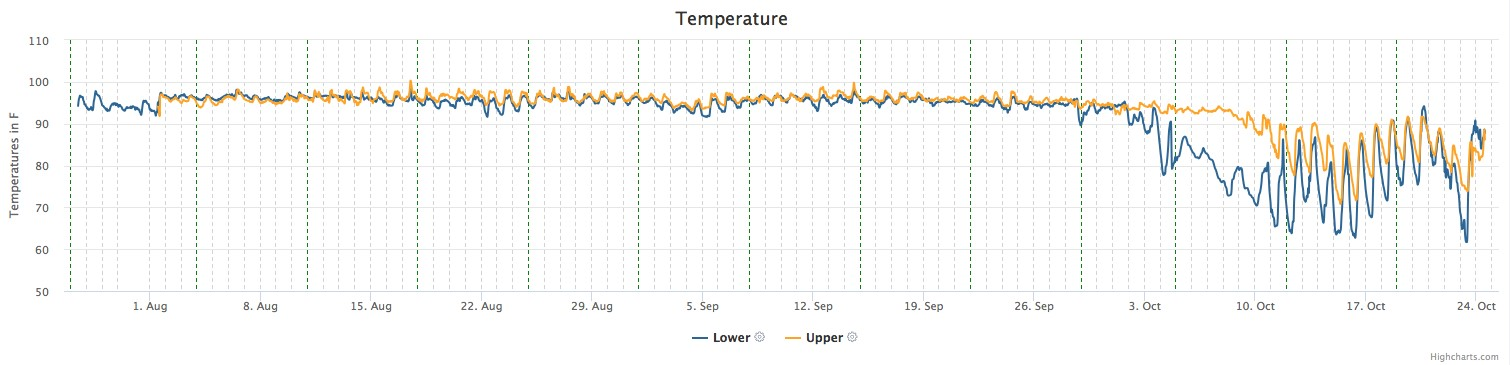 Temperature
Temperatures in F
110
100
90
80
70
60
50
1. Aug
8. Aug
15. Aug
22. Aug
29. Aug
5. Sep
12. Sep
19. Sep
26. Sep
3. Oct
10. Oct
17. Oct
24. Oct
Lower
Upper
Highcharts.com